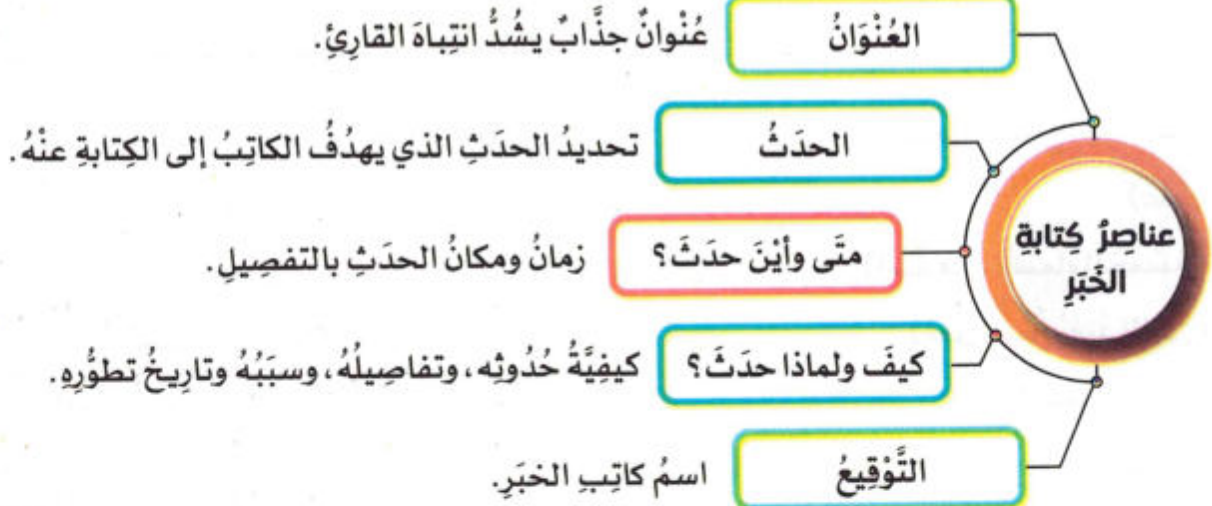 عناصِرُ كِتابةِ
الخَبَرِ
العُنْوَانُ
عُنْوانٌ جذَّابٌ يشُدُّ انتِباهَ القارِئِ.
الحدَثُ
تحديدُ الحدَثِ الذي يهدُفُ الكاتِبُ إلى الكِتابةِ عنْهُ.
متَى وأيْنَ حدَثَ؟
زمانُ ومكانُ الحدَثِ بالتفصِيلِ.
كيفَ ولماذا حدَثَ؟
كيفِيَّةُ حُدُوثِه، وتفاصِيلُهُ، وسبَبُهُ وتارِيخُ تطوُّرِهِ.
التَّوْقِيعُ
اسمُ كاتِبِ الخبَرِ.